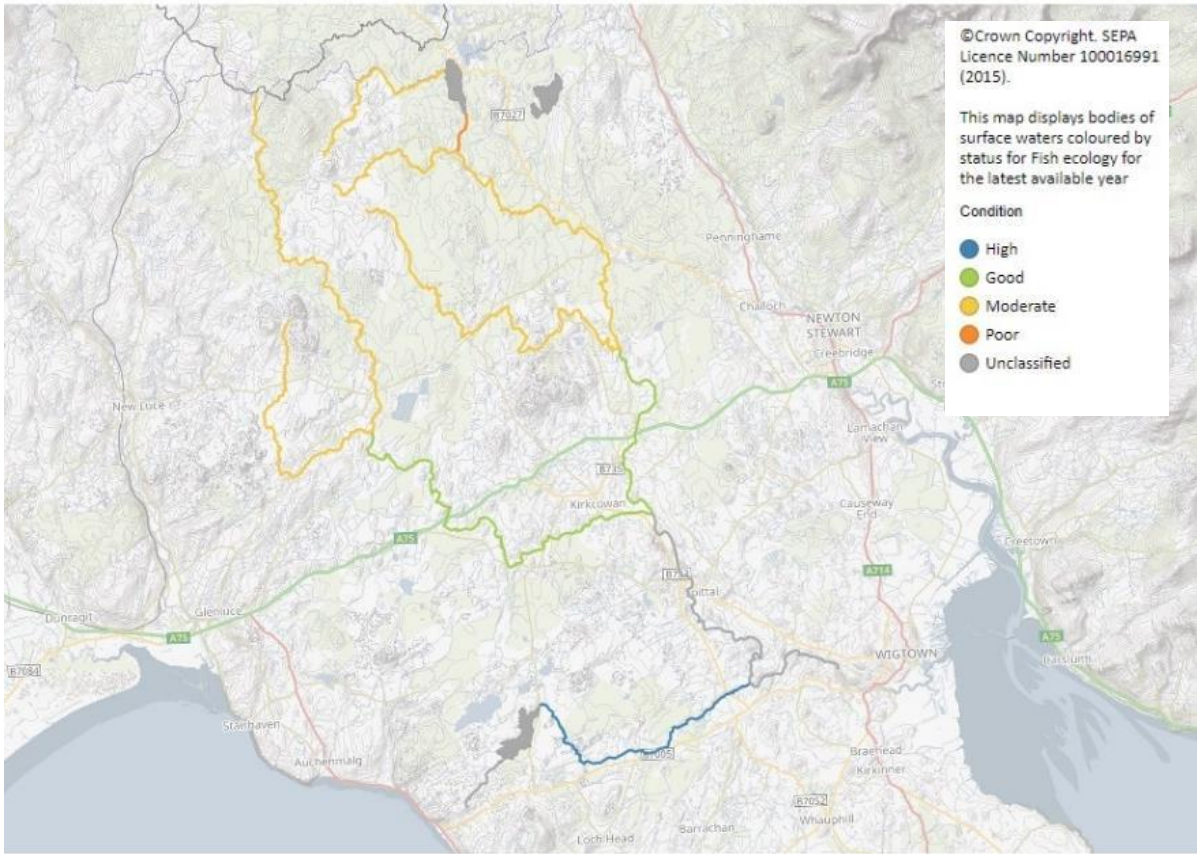 ©Crown Copyright. SEPA
Licence Number 100016991
(2015).
This map displays bodies of
surface waters coloured by
status for Fish ecology for
the latest available year
Condition
High
Good
Moderate
Poor
Unclassified
B7027
Penninghame
Challoch
NEWTON
STEWART
Creebridge
A75
New Luce
Lamachan
View
B735
Kirkcowan
Causeway
End
A75
Creetown
A714
Spittal
Dunragit
Glenluce
A75
A75
WIGTOWN
B7084
Stairhaven
Auchenmalg
B7005
Braehead
Kirkinner
B7052
Whauphill
Barrachan
Loch Head